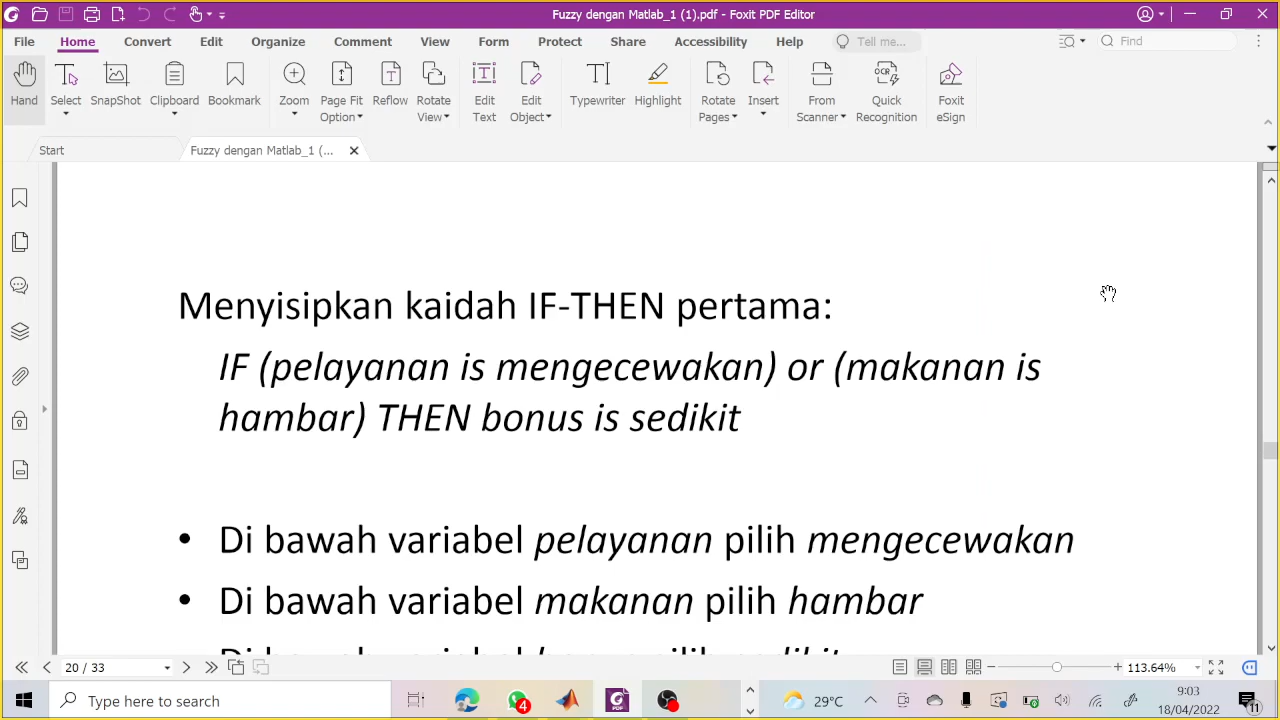 Fuzzy dengan Matlab_1 (1).pdf - Foxit PDF Editor
File Home Convert Edit Organize Comment View Form Protect Share Accessibility Help Tell me... Find
Hand Select SnapShot Clipboard Bookmark Zoom Page Fit Option Reflow Rotate View Edit Text Edit Object Typewriter Highlight Rotate Pages Insert From Scanner OCR Quick Recognition Foxit eSign
Start Fuzzy dengan Matlab_1 (...
Menyisipkan kaidah IF-THEN pertama:
IF (pelayanan is mengecewakan) or (makanan is
hambar) THEN bonus is sedikit
• Di bawah variabel pelayanan pilih mengecewakan
• Di bawah variabel makanan pilih hambar
20 / 33 113.64%
Type here to search 4 PDF 29°C 9:03
18/04/2022 11